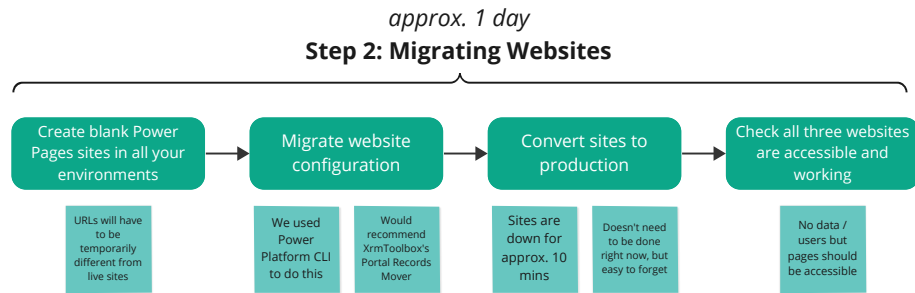 approx. 1 day
Step 2: Migrating Websites
Create blank Power
Pages sites in all your
environments
Migrate website
configuration
Convert sites to
production
Check all three websites
are accessible and
working
URLs will have
to be
temporarily
different from
live sites
We used
Power
Platform CLI
to do this
Would
recommend
XrmToolbox's
Portal Records
Mover
Sites are
down for
approx. 10
mins
Doesn't need
to be done
right now, but
easy to forget
No data /
users but
pages should
be accessible